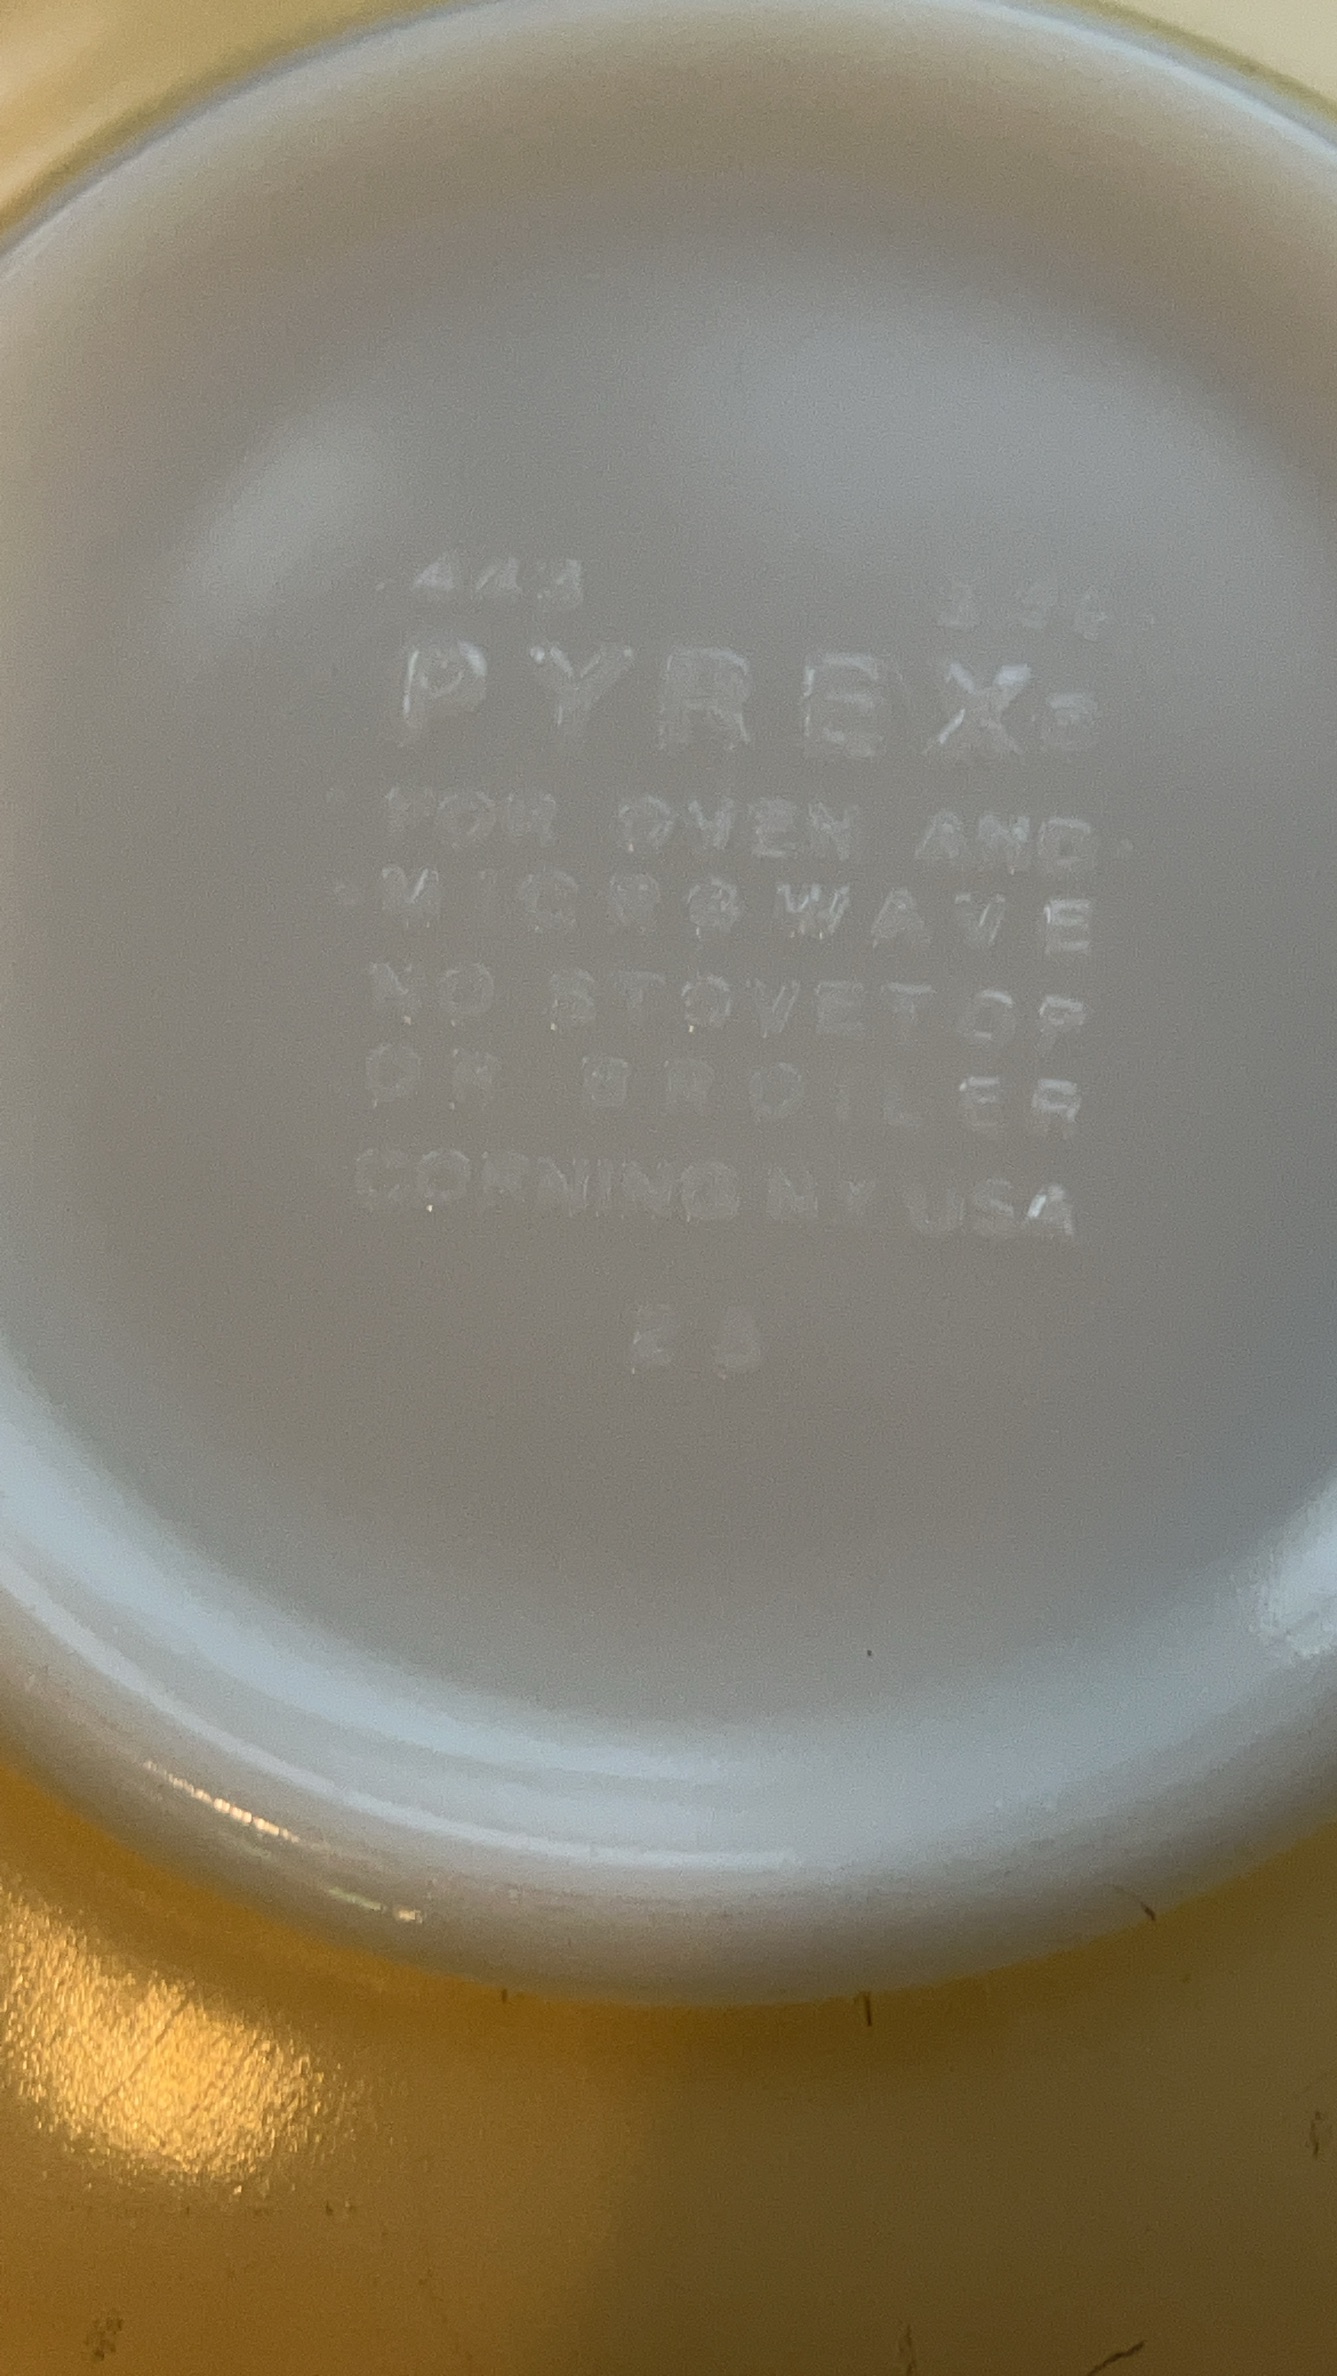 443
PYREX®
FOR OVEN AND
MICROWAVE
NO STOVETOP
OR BROILER
CORNING NY USA